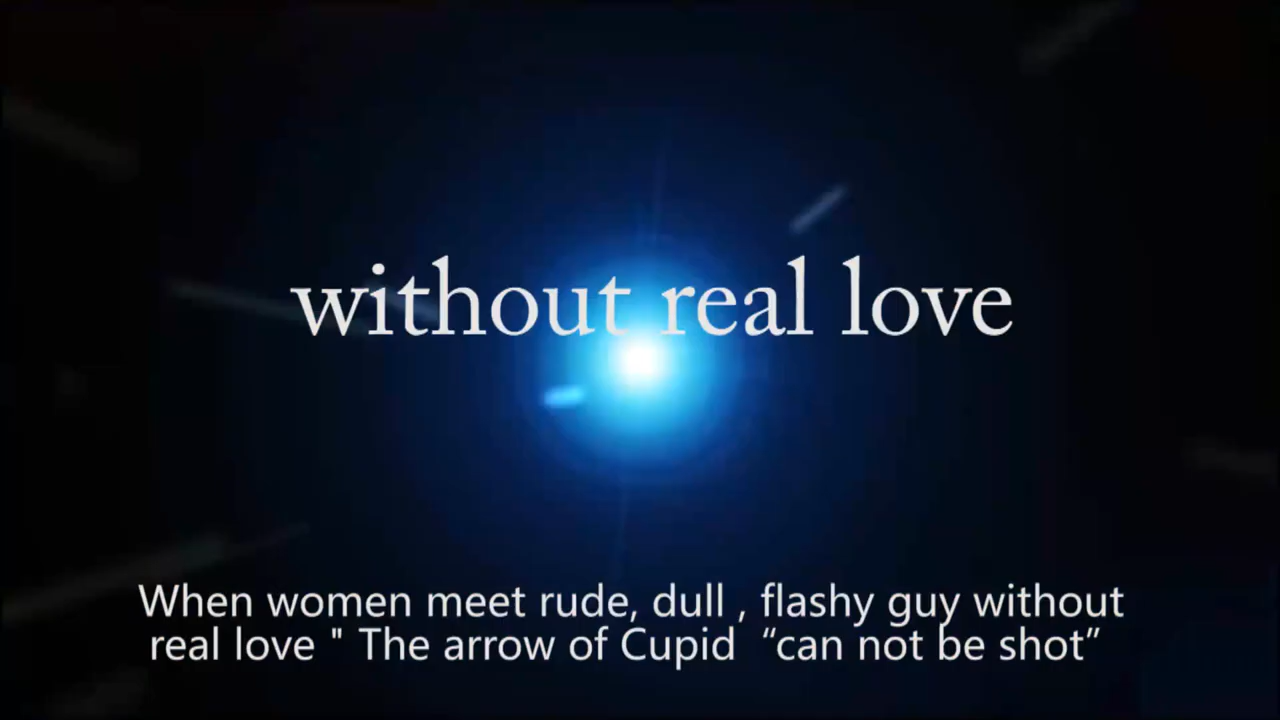 without real love
When women meet rude, dull , flashy guy without
real love " The arrow of Cupid  “can not be shot”